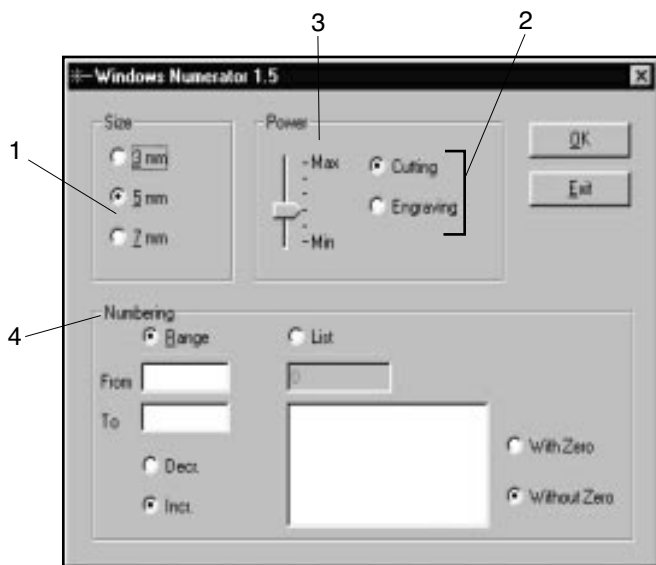 3
2
Windows Numerator 1.5
Size
Power
OK
1
3 mm
Max
Cutting
5 mm
Engraving
Exit
7 mm
Min
4
Numbering
Range
List
From
0
To
Decr.
With Zero
Incr.
Without Zero